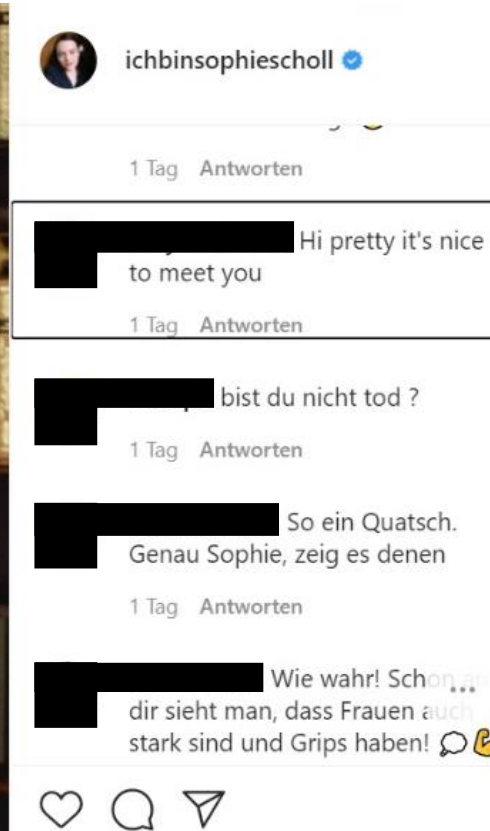 ichbinsophiescholl
1 Tag Antworten
Hi pretty it's nice
to meet you
1 Tag Antworten
bist du nicht tod ?
1 Tag Antworten
So ein Quatsch.
Genau Sophie, zeig es denen
1 Tag Antworten
Wie wahr! Schon an
dir sieht man, dass Frauen auch
stark sind und Grips haben! 💭💪